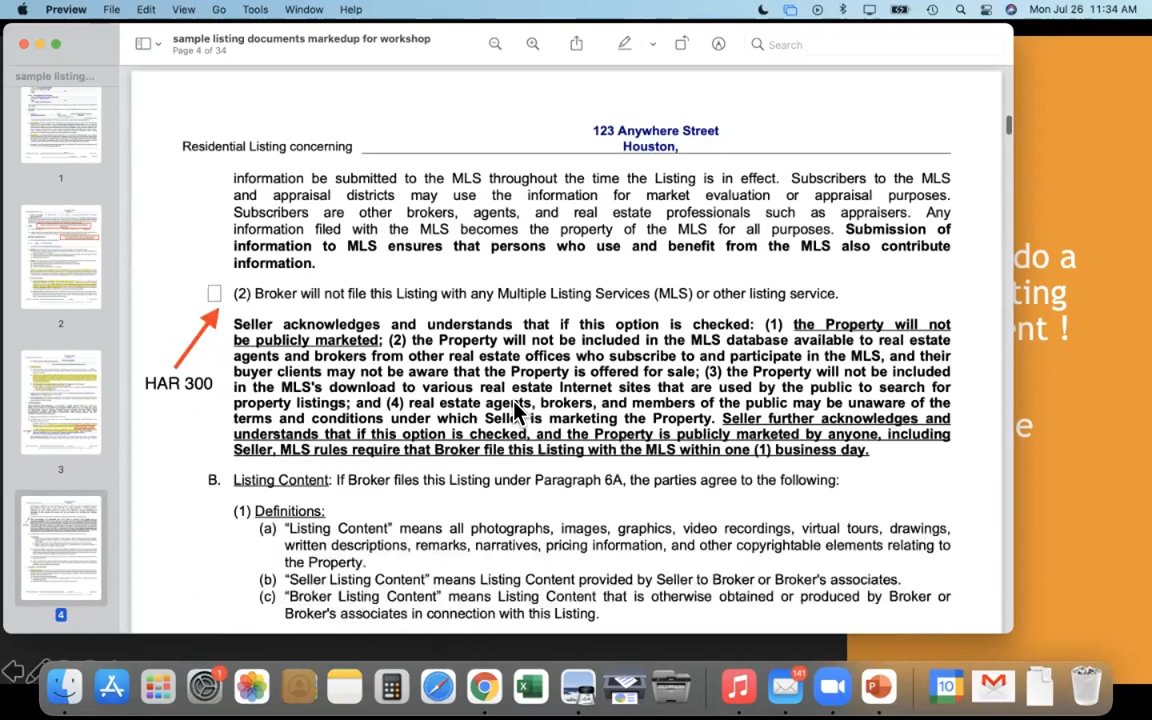 Preview File Edit View Go Tools Window Help Mon Jul 26 11:34 AM
sample listing documents markedup for workshop
Page 4 of 34
Search
sample listing...
1
2
3
4
123 Anywhere Street
Residential Listing concerning Houston,
information be submitted to the MLS throughout the time the Listing is in effect. Subscribers to the MLS
and appraisal districts may use the information for market evaluation or appraisal purposes.
Subscribers are other brokers, agents, and real estate professionals such as appraisers. Any
information filed with the MLS becomes the property of the MLS for all purposes. Submission of
information to MLS ensures that persons who use and benefit from the MLS also contribute
information.
(2) Broker will not file this Listing with any Multiple Listing Services (MLS) or other listing service.
Seller acknowledges and understands that if this option is checked: (1) the Property will not
be publicly marketed; (2) the Property will not be included in the MLS database available to real estate
agents and brokers from other real estate offices who subscribe to and participate in the MLS, and their
buyer clients may not be aware that the Property is offered for sale; (3) the Property will not be included
in the MLS's download to various real estate Internet sites that are used by the public to search for
property listings; and (4) real estate agents, brokers, and members of the public may be unaware of the
terms and conditions under which Seller is marketing the Property. Seller further acknowledges and
understands that if this option is checked, and the Property is publicly marketed by anyone, including
Seller, MLS rules require that Broker file this Listing with the MLS within one (1) business day.
HAR 300
B. Listing Content: If Broker files this Listing under Paragraph 6A, the parties agree to the following:
(1) Definitions:
(a) “Listing Content” means all photographs, images, graphics, video recordings, virtual tours, drawings,
written descriptions, remarks, narratives, pricing information, and other copyrightable elements relating to
the Property.
(b) “Seller Listing Content” means Listing Content provided by Seller to Broker or Broker's associates.
(c) “Broker Listing Content” means Listing Content that is otherwise obtained or produced by Broker or
Broker's associates in connection with this Listing.
do a
ting
nt !
e
1
141
10